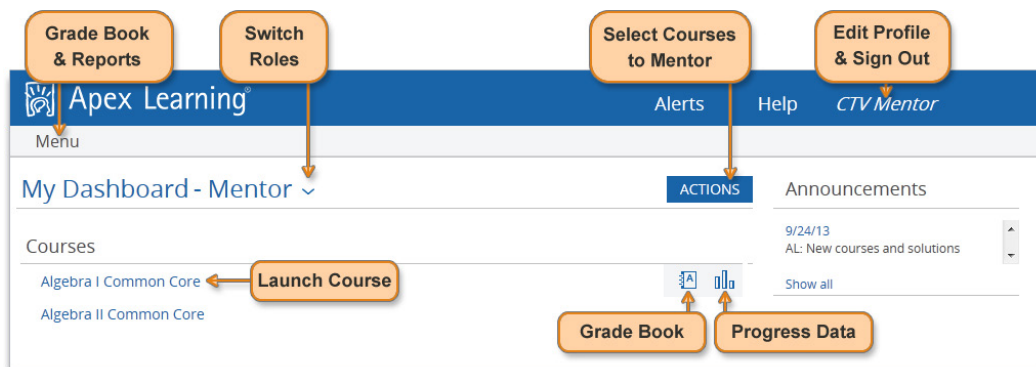 Grade Book
& Reports
Switch
Roles
Select Courses
to Mentor
Edit Profile
& Sign Out
Apex Learning®
Alerts
Help
CTV Mentor
Menu
My Dashboard - Mentor
ACTIONS
Announcements
9/24/13
AL: New courses and solutions
Show all
Courses
Algebra I Common Core
Launch Course
A
Algebra II Common Core
Grade Book
Progress Data